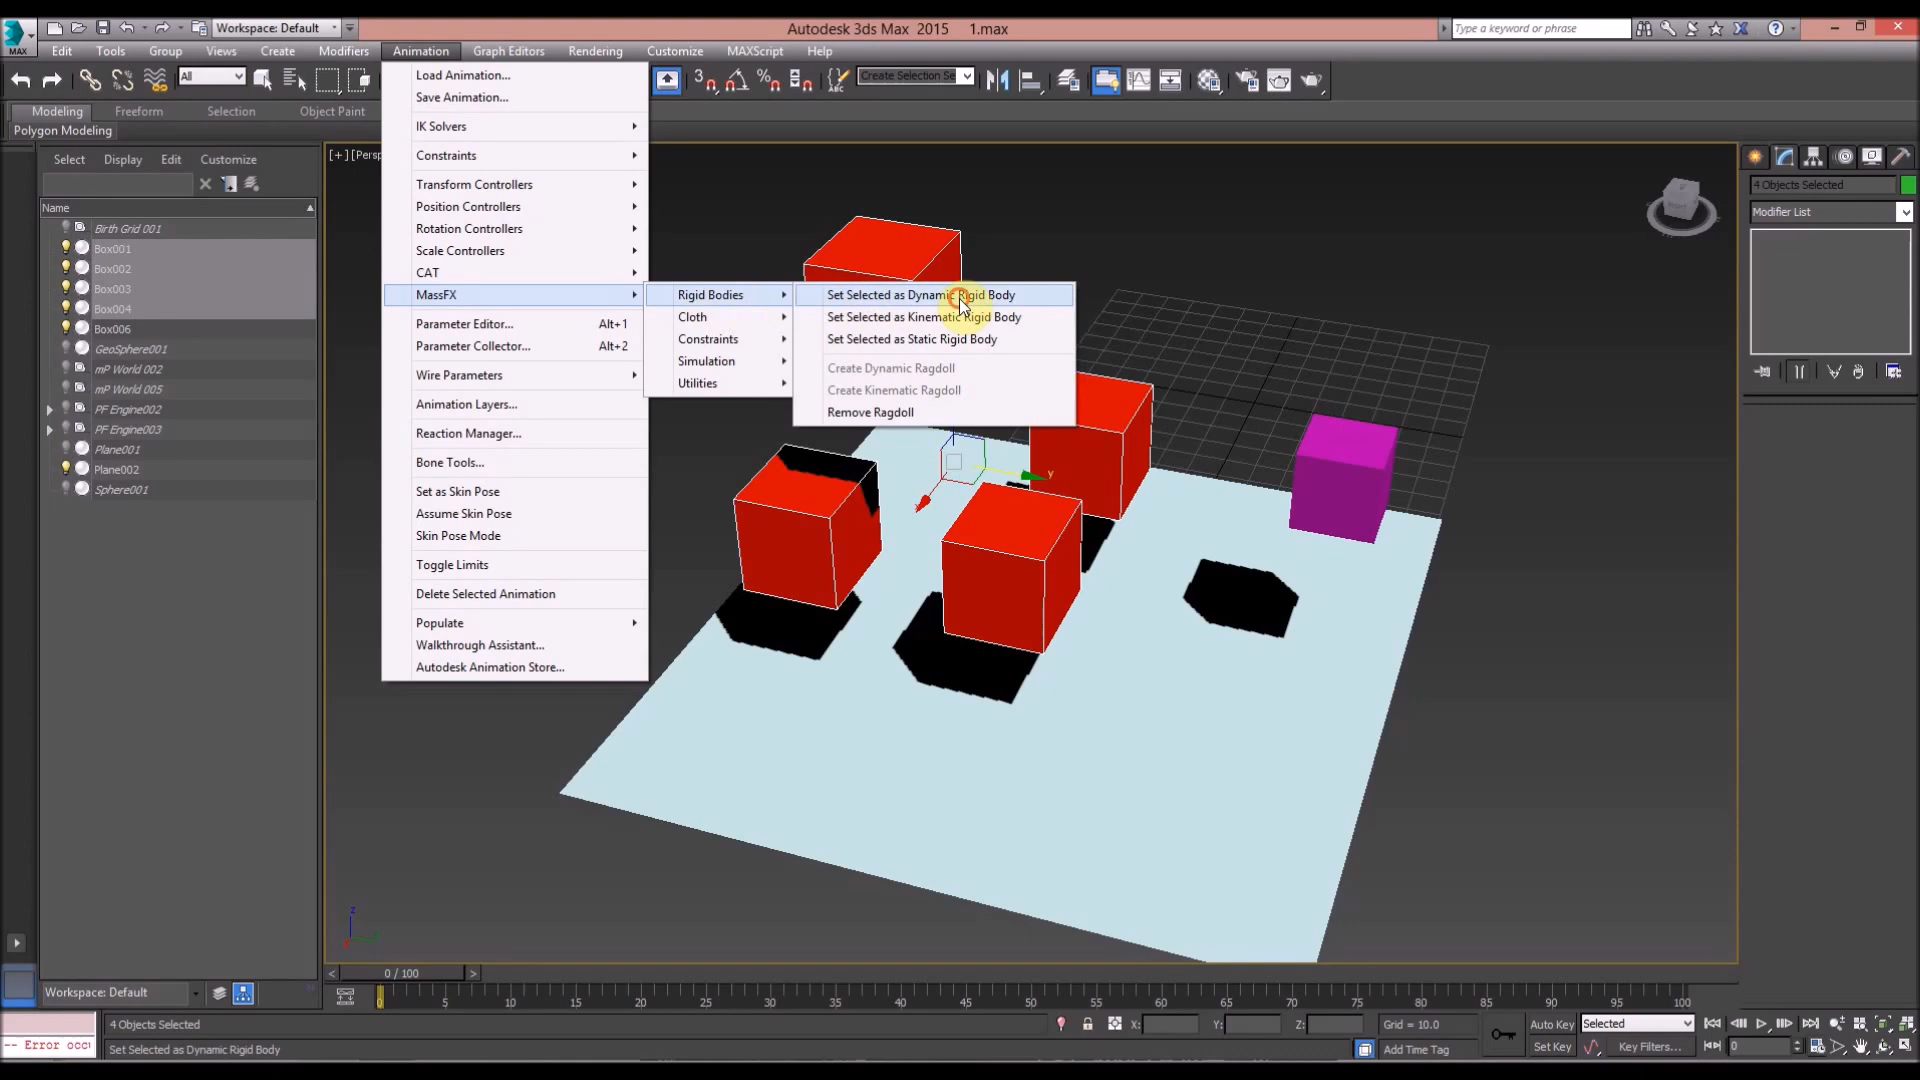 Workspace: Default
Autodesk 3ds Max 2015 1.max
Type a keyword or phrase
MAX
Edit Tools Group Views Create Modifiers Animation Graph Editors Rendering Customize MAXScript Help
All
3
Create Selection Se
Modeling Freeform Selection Object Paint
Polygon Modeling
Select Display Edit Customize
Name
Birth Grid 001
Box001
Box002
Box003
Box004
Box006
GeoSphere001
mP World 002
mP World 005
PF Engine002
PF Engine003
Plane001
Plane002
Sphere001
Load Animation...
Save Animation...
IK Solvers
Constraints
Transform Controllers
Position Controllers
Rotation Controllers
Scale Controllers
CAT
MassFX
Parameter Editor... Alt+1
Parameter Collector... Alt+2
Wire Parameters
Animation Layers...
Reaction Manager...
Bone Tools...
Set as Skin Pose
Assume Skin Pose
Skin Pose Mode
Toggle Limits
Delete Selected Animation
Populate
Walkthrough Assistant...
Autodesk Animation Store...
Rigid Bodies
Cloth
Constraints
Simulation
Utilities
Set Selected as Dynamic Rigid Body
Set Selected as Kinematic Rigid Body
Set Selected as Static Rigid Body
Create Dynamic Ragdoll
Create Kinematic Ragdoll
Remove Ragdoll
[+] [Persp
y
z
4 Objects Selected
Modifier List
< 0 / 100 >
Workspace: Default
0 5 10 15 20 25 30 35 40 45 50 55 60 65 70 75 80 85 90 95 100
4 Objects Selected
X: Y: Z: Grid = 10.0
Auto Key Selected
-- Error occu
Set Selected as Dynamic Rigid Body
Add Time Tag
Set Key Key Filters... 0